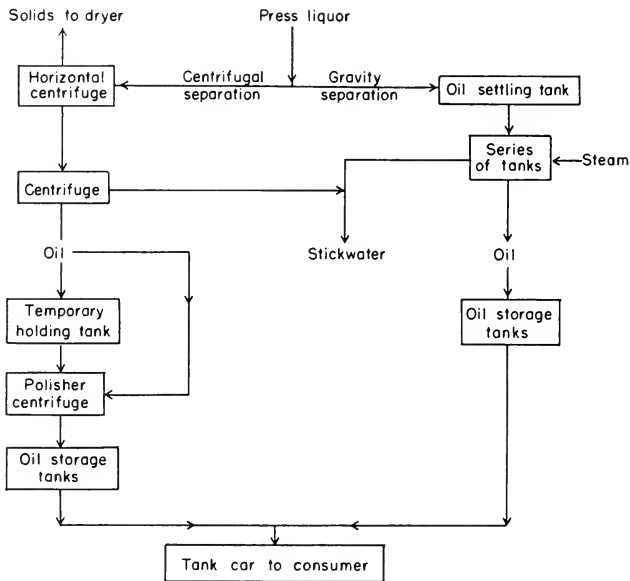 Solids to dryer
Press liquor
Horizontal
centrifuge
Centrifugal
separation
Gravity
separation
Oil settling tank
Series
of tanks
Steam
Centrifuge
Stickwater
Oil
Oil
Temporary
holding tank
Oil storage
tanks
Polisher
centrifuge
Oil storage
tanks
Tank car to consumer